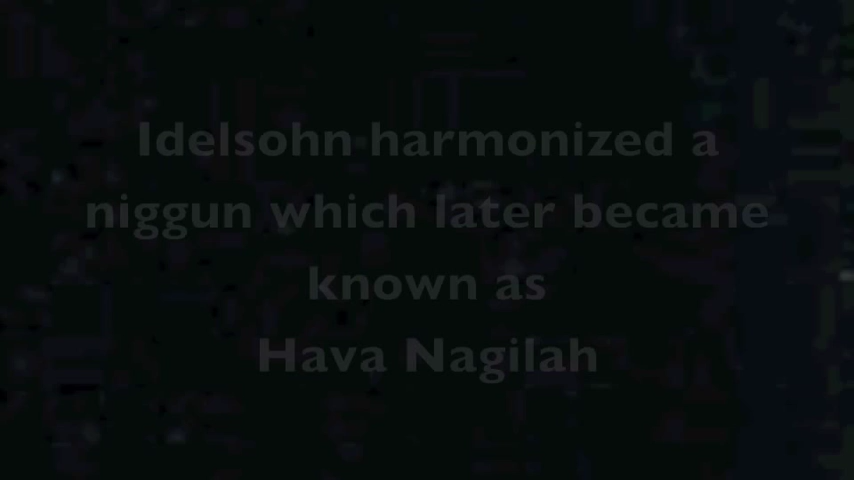 Idelsohn harmonized a
niggun which later became
known as
Hava Nagilah